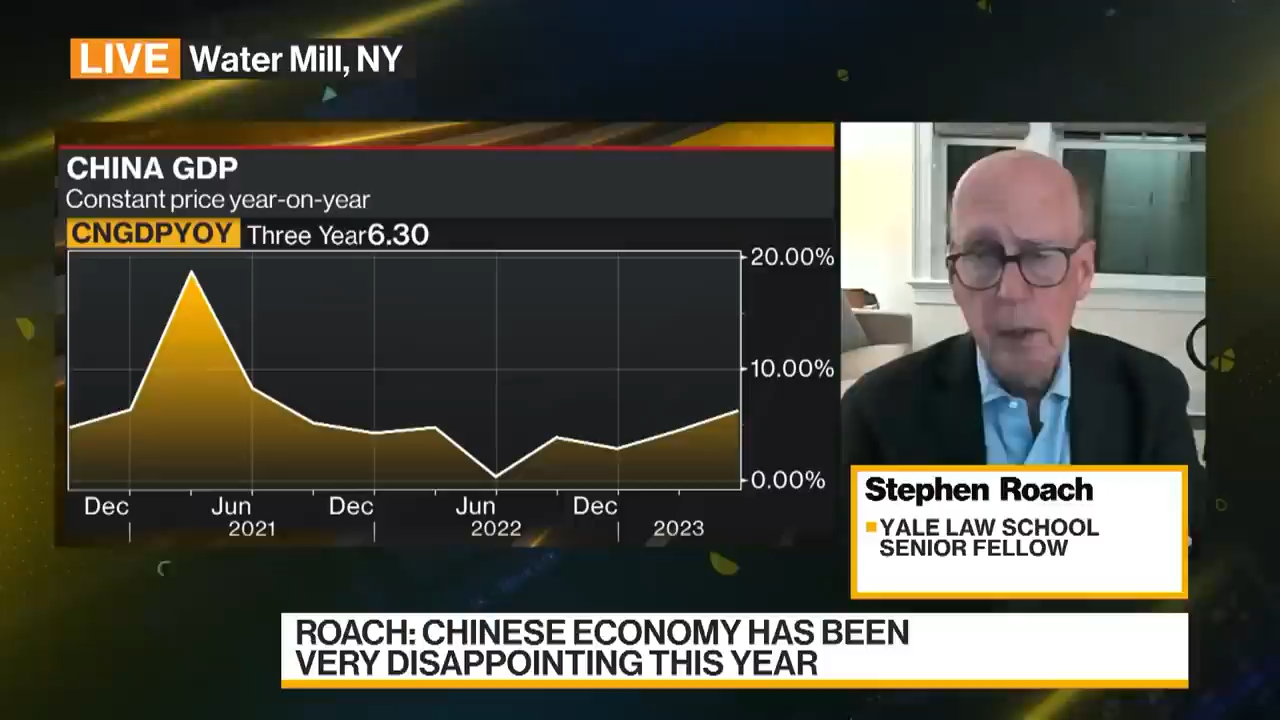 LIVE Water Mill, NY
CHINA GDP
Constant price year-on-year
CNGDPYOY Three Year6.30
20.00%
10.00%
0.00%
Dec Jun Dec Jun Dec
2021 2022 2023
Stephen Roach
YALE LAW SCHOOL
SENIOR FELLOW
ROACH: CHINESE ECONOMY HAS BEEN
VERY DISAPPOINTING THIS YEAR